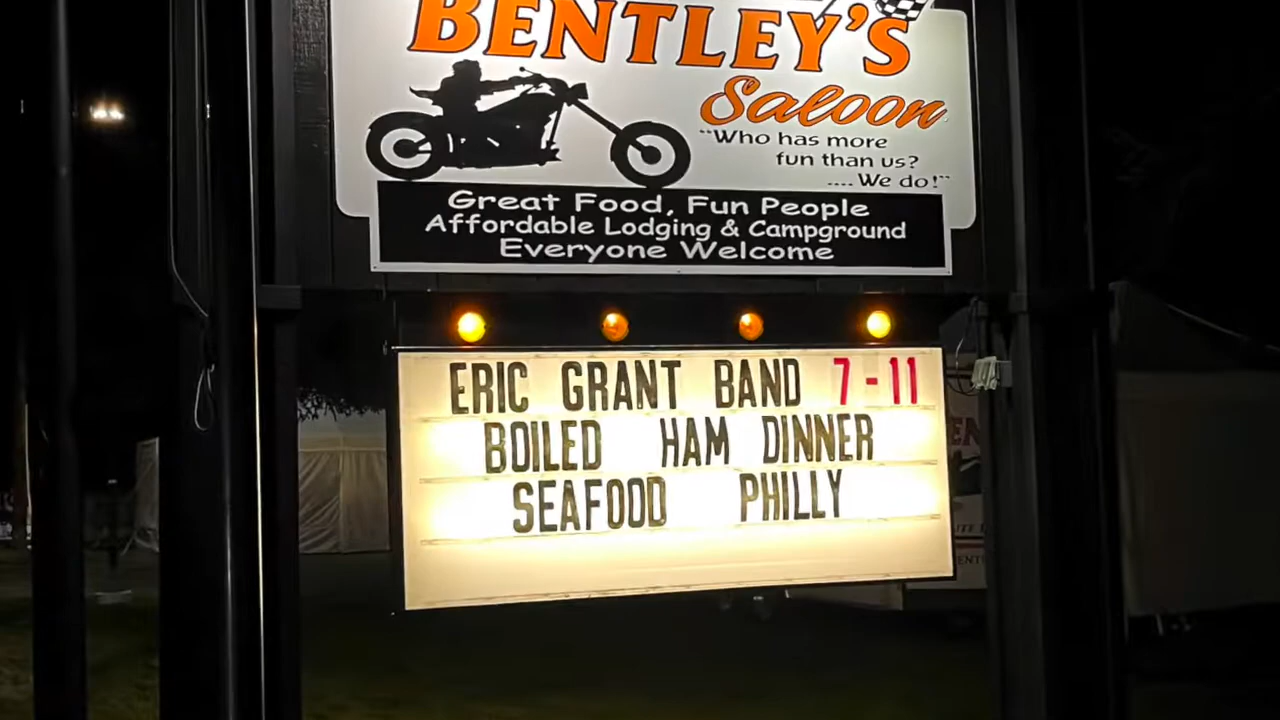 BENTLEY'S
Saloon
"Who has more
fun than us?
.... We do!"
Great Food, Fun People
Affordable Lodging & Campground
Everyone Welcome
ERIC GRANT BAND 7-11
BOILED HAM DINNER
SEAFOOD PHILLY